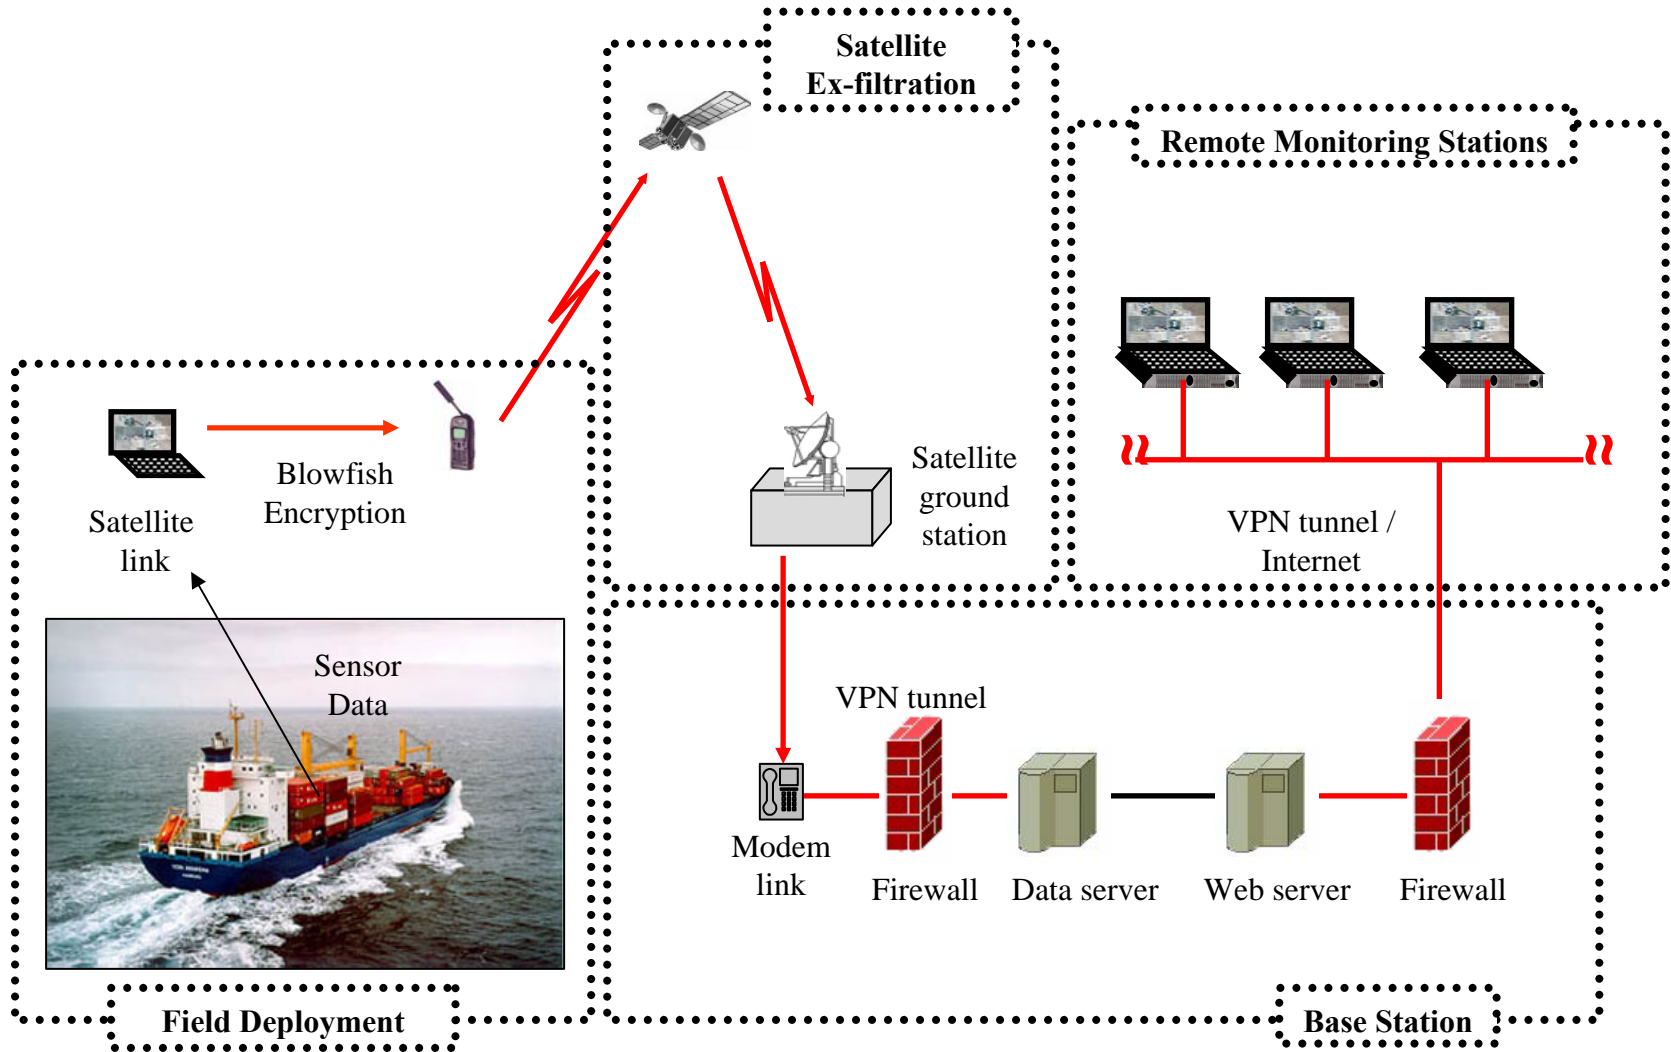 Satellite
Ex-filtration
Remote Monitoring Stations
Blowfish
Encryption
Satellite
link
Satellite
ground
station
VPN tunnel /
Internet
Sensor
Data
VPN tunnel
Modem
link
Firewall
Data server
Web server
Firewall
Field Deployment
Base Station